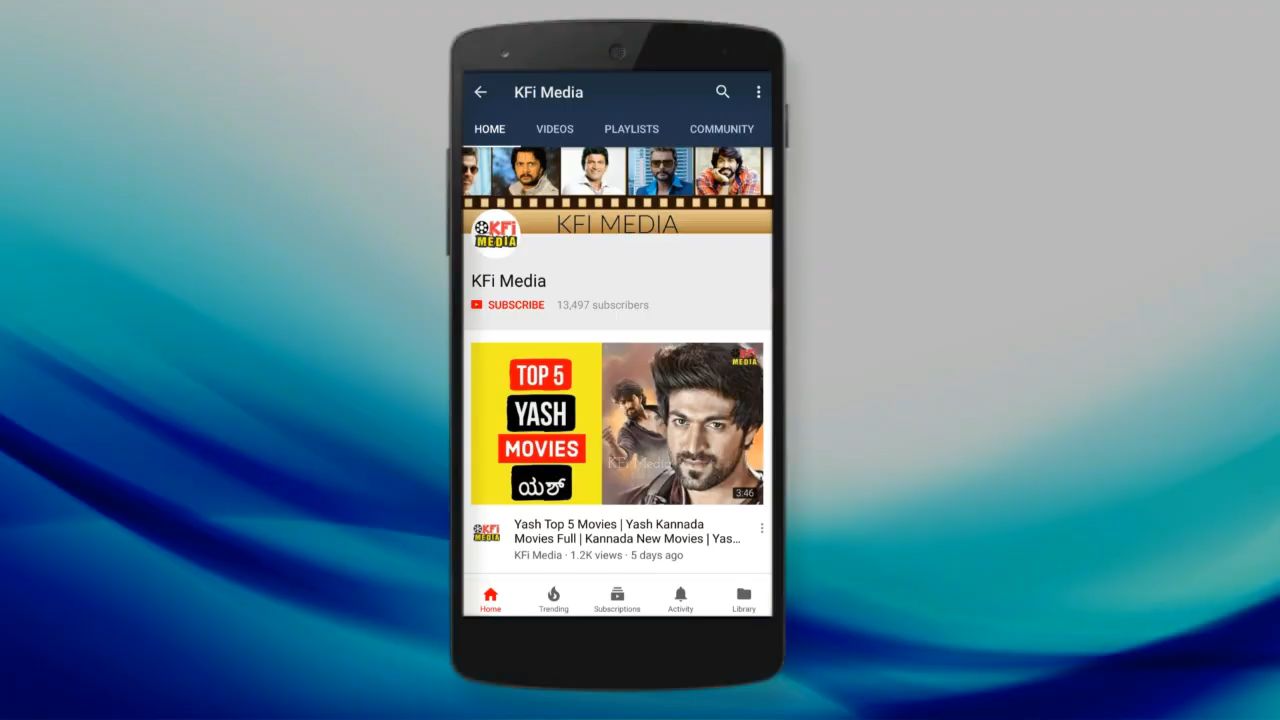 KFi Media
HOME VIDEOS PLAYLISTS COMMUNITY
KFI MEDIA
KFi
MEDIA
KFi Media
SUBSCRIBE 13,497 subscribers
KFi
MEDIA
TOP 5
YASH
MOVIES
ಯಶ್
KFi Media
3:46
KFi
MEDIA
Yash Top 5 Movies | Yash Kannada
Movies Full | Kannada New Movies | Yas...
KFi Media · 1.2K views · 5 days ago
Home Trending Subscriptions Activity Library